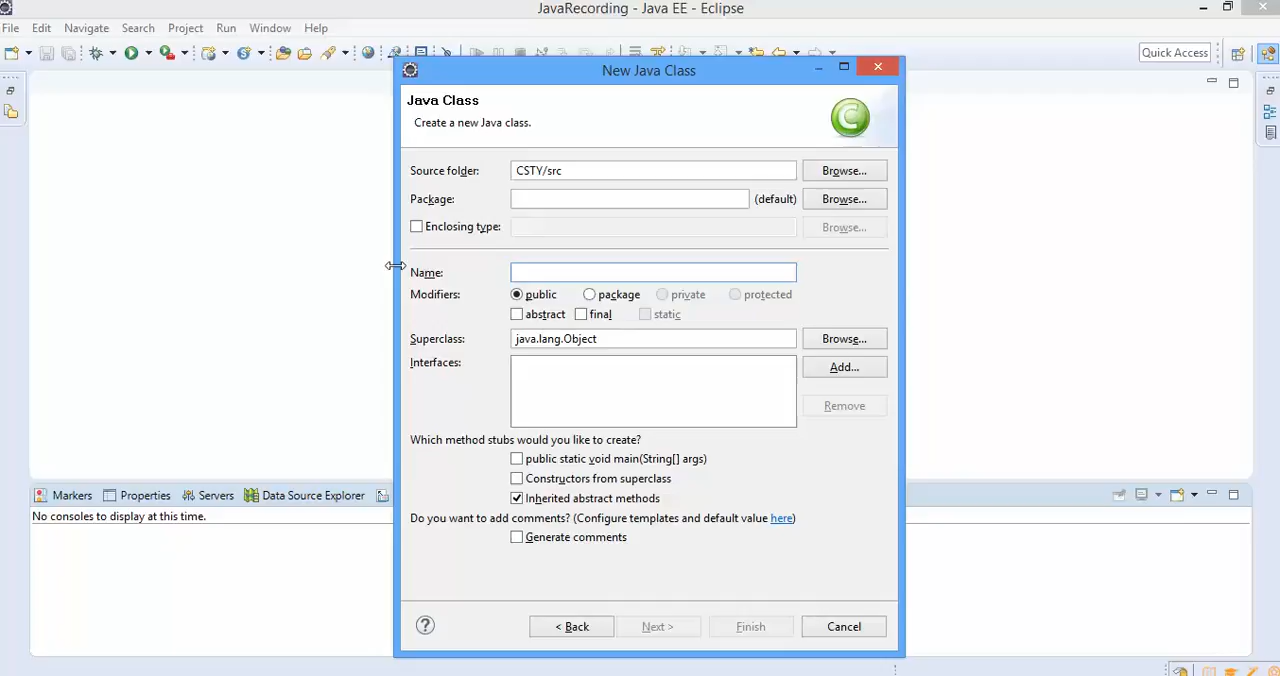 JavaRecording - Java EE - Eclipse
File Edit Navigate Search Project Run Window Help
Quick Access
New Java Class
Java Class
Create a new Java class.
Source folder: CSTY/src Browse...
Package: (default) Browse...
Enclosing type: Browse...
Name:
Modifiers: public package private protected
abstract final static
Superclass: java.lang.Object Browse...
Interfaces: Add...
Remove
Which method stubs would you like to create?
public static void main(String[] args)
Constructors from superclass
Inherited abstract methods
Do you want to add comments? (Configure templates and default value here)
Generate comments
Markers Properties Servers Data Source Explorer
No consoles to display at this time.
< Back Next > Finish Cancel